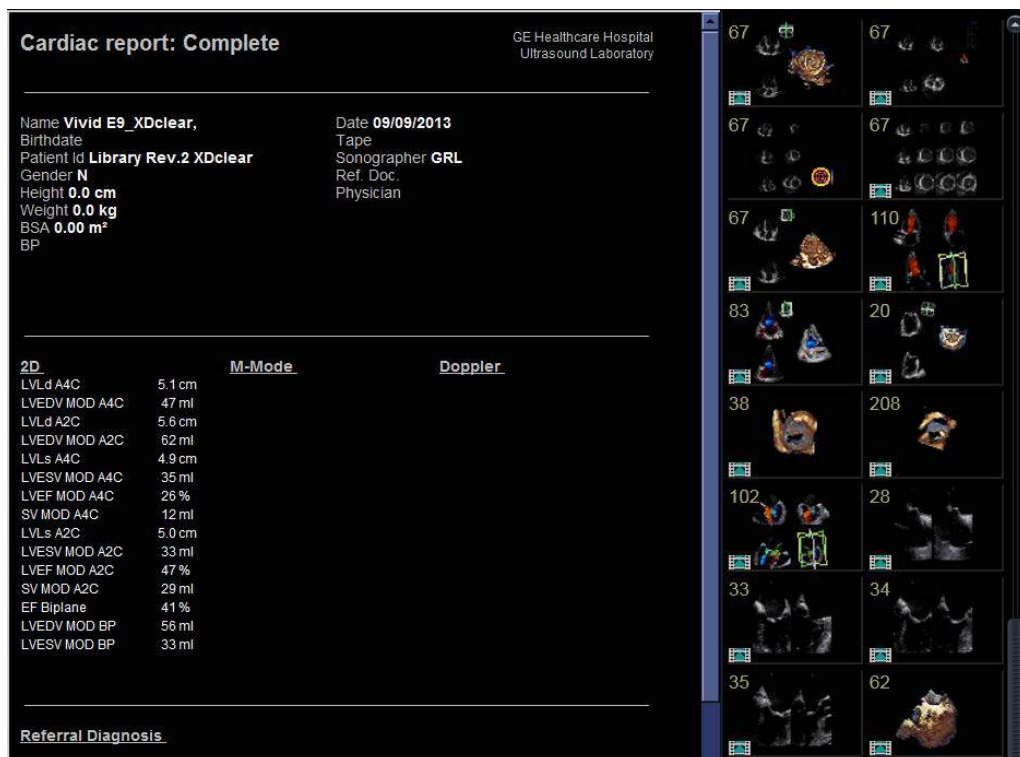 Cardiac report: Complete
GE Healthcare Hospital
Ultrasound Laboratory
Name Vivid E9_XDclear,
Birthdate
Patient Id Library Rev.2 XDclear
Gender N
Height 0.0 cm
Weight 0.0 kg
BSA 0.00 m²
BP
Date 09/09/2013
Tape
Sonographer GRL
Ref. Doc.
Physician
2D M-Mode Doppler
LVLd A4C 5.1 cm
LVEDV MOD A4C 47 ml
LVLd A2C 5.6 cm
LVEDV MOD A2C 62 ml
LVLs A4C 4.9 cm
LVESV MOD A4C 35 ml
LVEF MOD A4C 26 %
SV MOD A4C 12 ml
LVLs A2C 5.0 cm
LVESV MOD A2C 33 ml
LVEF MOD A2C 47 %
SV MOD A2C 29 ml
EF Biplane 41 %
LVEDV MOD BP 56 ml
LVESV MOD BP 33 ml
Referral Diagnosis
67 67
67 67
67 110
83 20
38 208
102 28
33 34
35 62